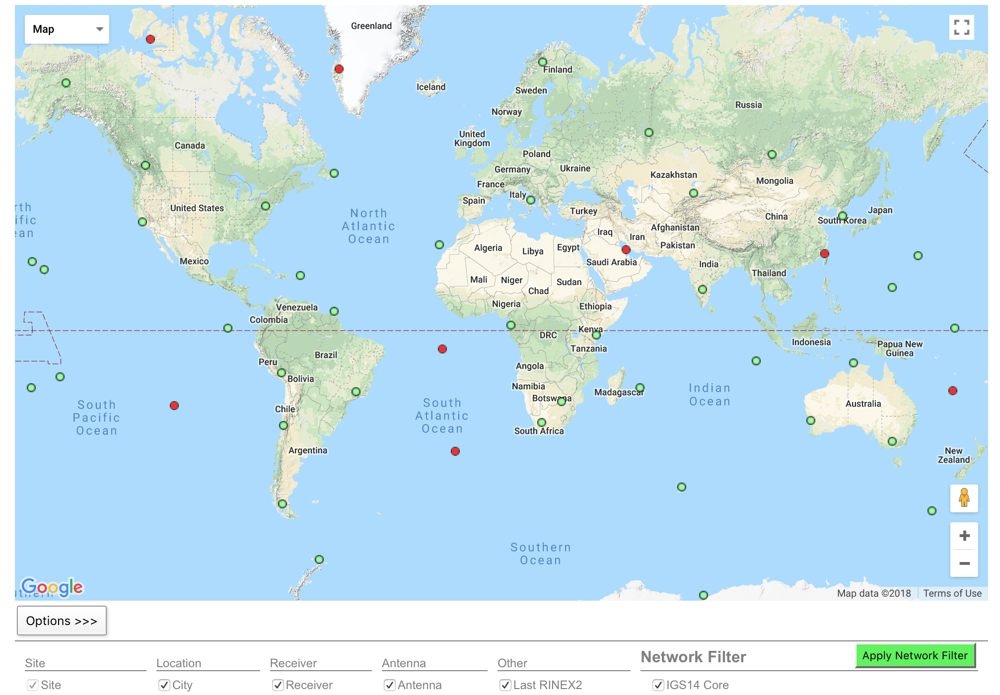 Map
Greenland
Finland
Iceland
Sweden
Russia
Norway
United
Kingdom
Canada
Poland
Germany
Ukraine
Kazakhstan
Mongolia
France
Italy
Spain
United States
Turkey
Japan
China
South Korea
North
Atlantic
Ocean
Iraq
Iran
Afghanistan
Pakistan
Algeria
Libya
Egypt
Saudi Arabia
India
Mexico
Thailand
Mali
Niger
Chad
Sudan
Nigeria
Ethiopia
Venezuela
Colombia
Kenya
DRC
Indonesia
Papua New
Guinea
Tanzania
Brazil
Peru
Angola
Bolivia
Namibia
Botswana
Madagascar
Indian
Ocean
Australia
South
Pacific
Ocean
Chile
South
Atlantic
Ocean
South Africa
Argentina
New
Zealand
Southern
Ocean
Google
Map data ©2018
Terms of Use
Options >>>
Site
Location
Receiver
Antenna
Other
Network Filter
Apply Network Filter
Site
City
Receiver
Antenna
Last RINEX2
IGS14 Core